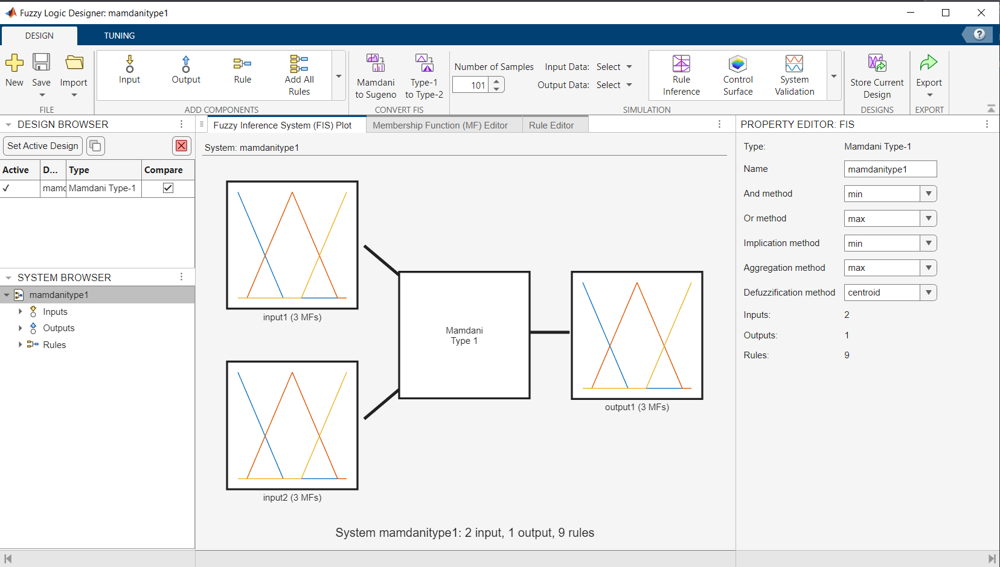 Fuzzy Logic Designer: mamdanitype1
DESIGN
TUNING
?
New
Save
Import
FILE
Input
Output
Rule
Add All
Rules
ADD COMPONENTS
Mamdani
to Sugeno
Type-1
to Type-2
CONVERT FIS
Number of Samples
101
Input Data: Select
Output Data: Select
Rule
Inference
Control
Surface
System
Validation
SIMULATION
Store Current
Design
DESIGNS
Export
EXPORT
DESIGN BROWSER
Set Active Design
Active D... Type Compare
mamd Mamdani Type-1
SYSTEM BROWSER
mamdanitype1
Inputs
Outputs
Rules
Fuzzy Inference System (FIS) Plot
Membership Function (MF) Editor
Rule Editor
System: mamdanitype1
input1 (3 MFs)
input2 (3 MFs)
Mamdani
Type 1
output1 (3 MFs)
System mamdanitype1: 2 input, 1 output, 9 rules
PROPERTY EDITOR: FIS
Type: Mamdani Type-1
Name mamdanitype1
And method min
Or method max
Implication method min
Aggregation method max
Defuzzification method centroid
Inputs: 2
Outputs: 1
Rules: 9